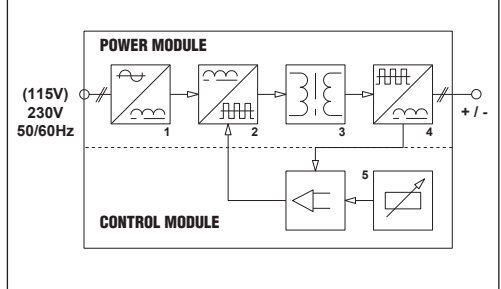 POWER MODULE
(115V)
230V
50/60Hz
1
2
3
4
+ / -
5
CONTROL MODULE